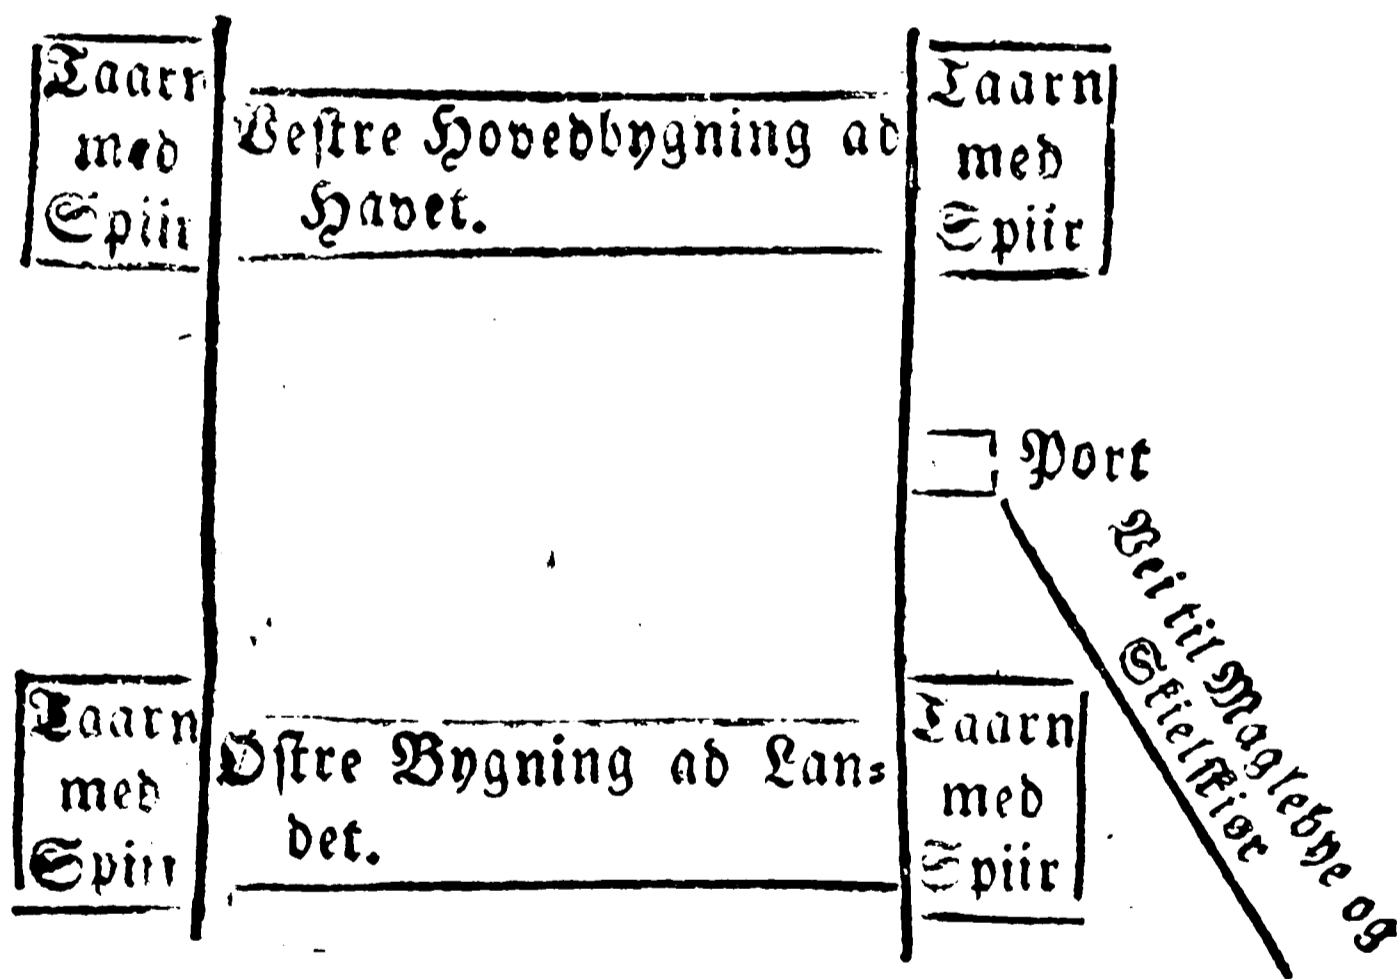 Taarn
med
Spiir
Vestre Hovedbygning ad
Havet.
Taarn
med
Spiir
Port
Vei til Maglebye og
Skielskiør
Taarn
med
Spiir
Østre Bygning ad Lan-
det.
Taarn
med
Spiir